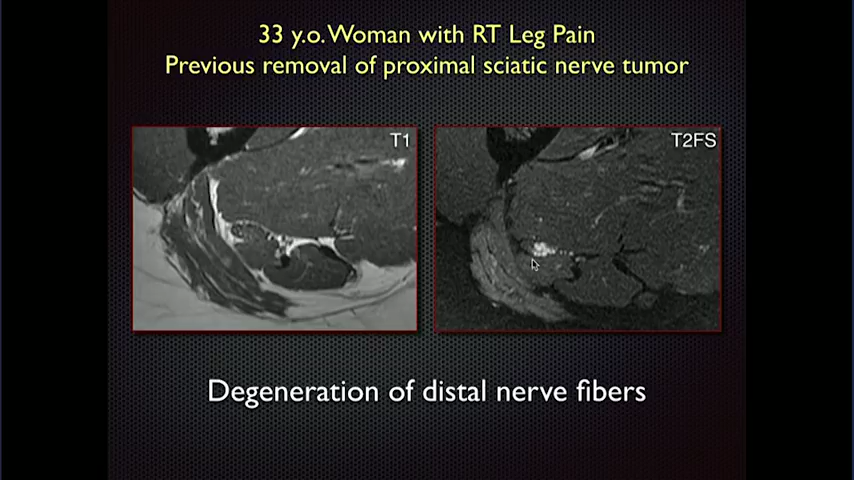 33 y.o. Woman with RT Leg Pain
Previous removal of proximal sciatic nerve tumor
T1
T2FS
Degeneration of distal nerve fibers